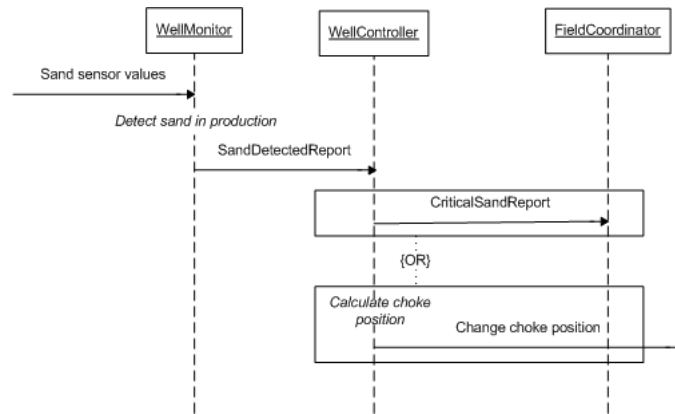 WellMonitor
WellController
FieldCoordinator
Sand sensor values
Detect sand in production
SandDetectedReport
CriticalSandReport
{OR}
Calculate choke
position
Change choke position